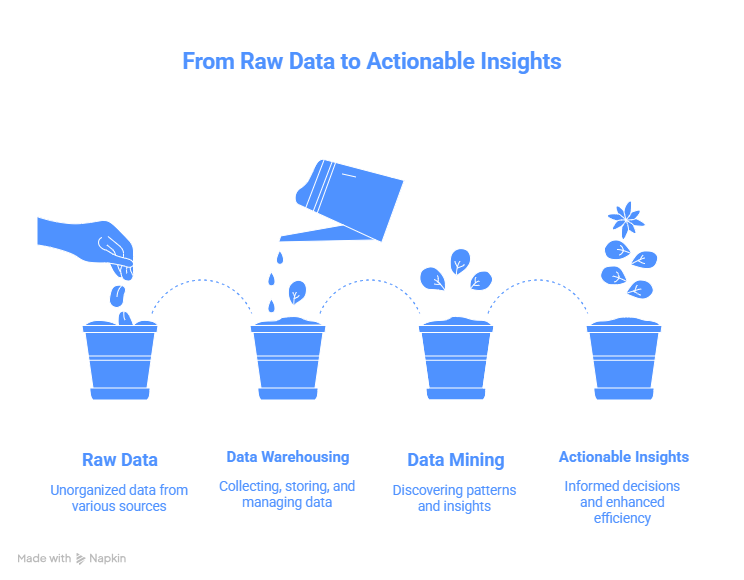 From Raw Data to Actionable Insights
Raw Data
Unorganized data from
various sources
Data Warehousing
Collecting, storing, and
managing data
Data Mining
Discovering patterns
and insights
Actionable Insights
Informed decisions
and enhanced
efficiency
Made with Napkin